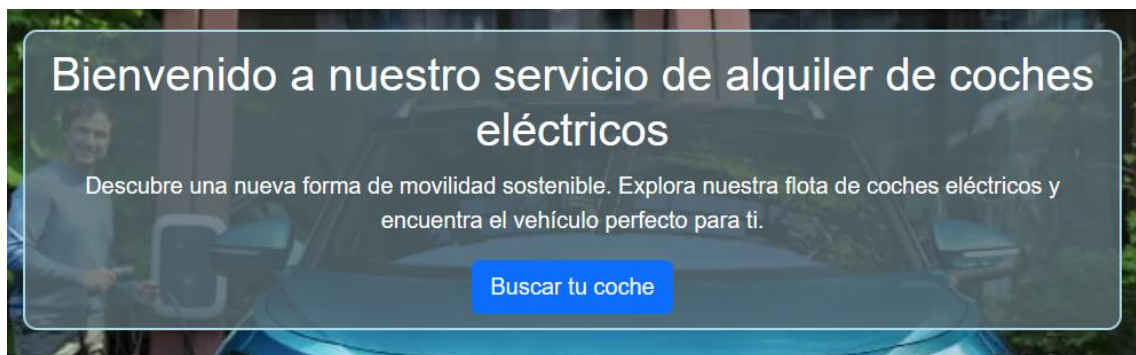 Bienvenido a nuestro servicio de alquiler de coches
eléctricos
Descubre una nueva forma de movilidad sostenible. Explora nuestra flota de coches eléctricos y
encuentra el vehículo perfecto para ti.
Buscar tu coche